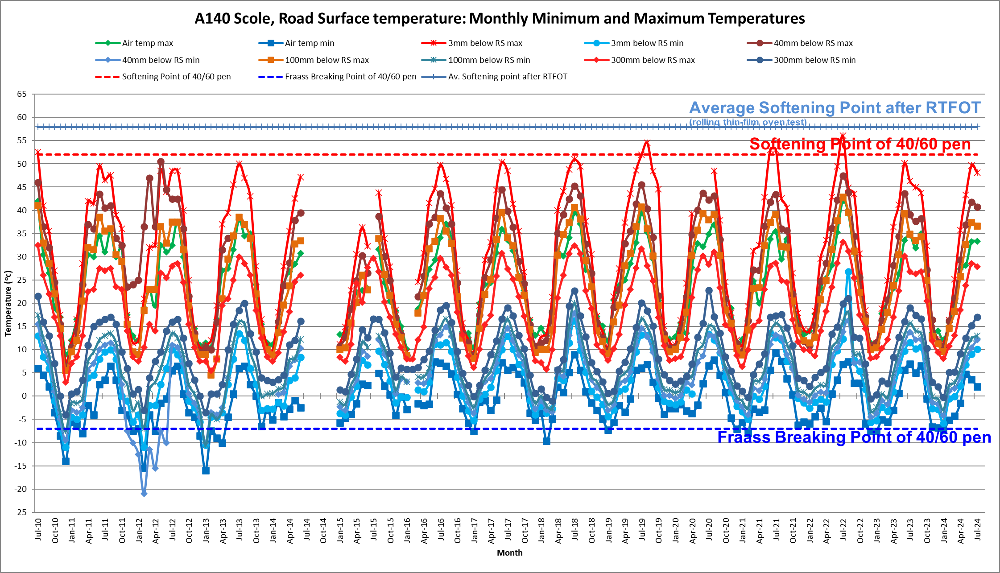 A140 Scole, Road Surface temperature: Monthly Minimum and Maximum Temperatures
Air temp max
Air temp min
3mm below RS max
3mm below RS min
40mm below RS max
40mm below RS min
100mm below RS max
100mm below RS min
300mm below RS max
300mm below RS min
Softening Point of 40/60 pen
Fraass Breaking Point of 40/60 pen
Av. Softening point after RTFOT
Average Softening Point after RTFOT
(rolling thin-film oven test)
Softening Point of 40/60 pen
Fraass Breaking Point of 40/60 pen
Temperature (ºc)
65
60
55
50
45
40
35
30
25
20
15
10
5
0
-5
-10
-15
-20
-25
Jul-10
Oct-10
Jan-11
Apr-11
Jul-11
Oct-11
Jan-12
Apr-12
Jul-12
Oct-12
Jan-13
Apr-13
Jul-13
Oct-13
Jan-14
Apr-14
Jul-14
Oct-14
Jan-15
Apr-15
Jul-15
Oct-15
Jan-16
Apr-16
Jul-16
Oct-16
Jan-17
Apr-17
Jul-17
Oct-17
Jan-18
Apr-18
Jul-18
Oct-18
Jan-19
Apr-19
Jul-19
Oct-19
Jan-20
Apr-20
Jul-20
Oct-20
Jan-21
Apr-21
Jul-21
Oct-21
Jan-22
Apr-22
Jul-22
Oct-22
Jan-23
Apr-23
Jul-23
Oct-23
Jan-24
Apr-24
Jul-24
Month